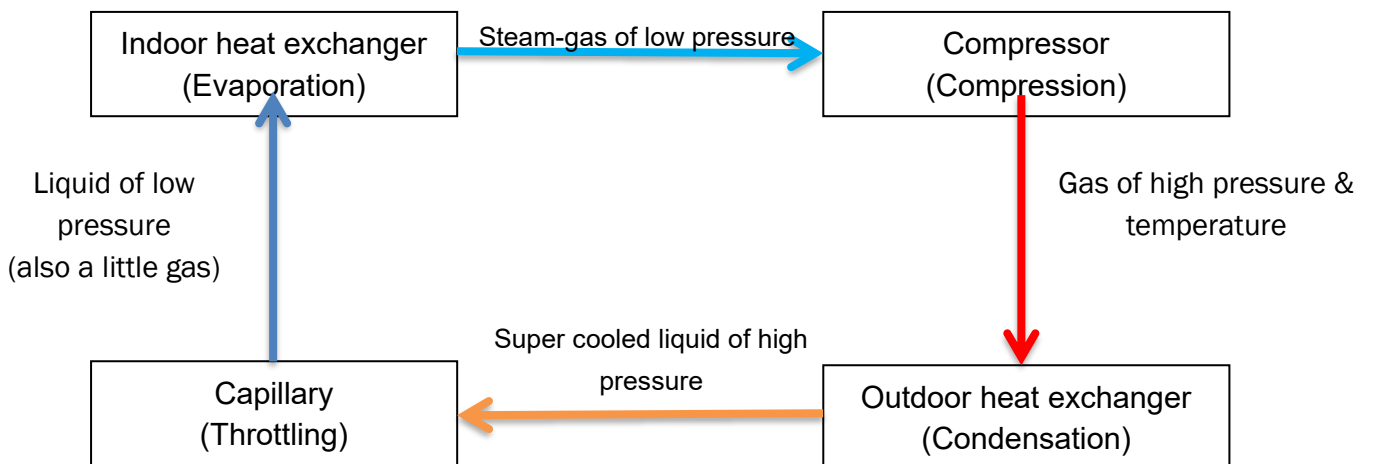 Indoor heat exchanger
(Evaporation)
Steam-gas of low pressure
Compressor
(Compression)
Liquid of low
pressure
(also a little gas)
Gas of high pressure &
temperature
Super cooled liquid of high
pressure
Capillary
(Throttling)
Outdoor heat exchanger
(Condensation)